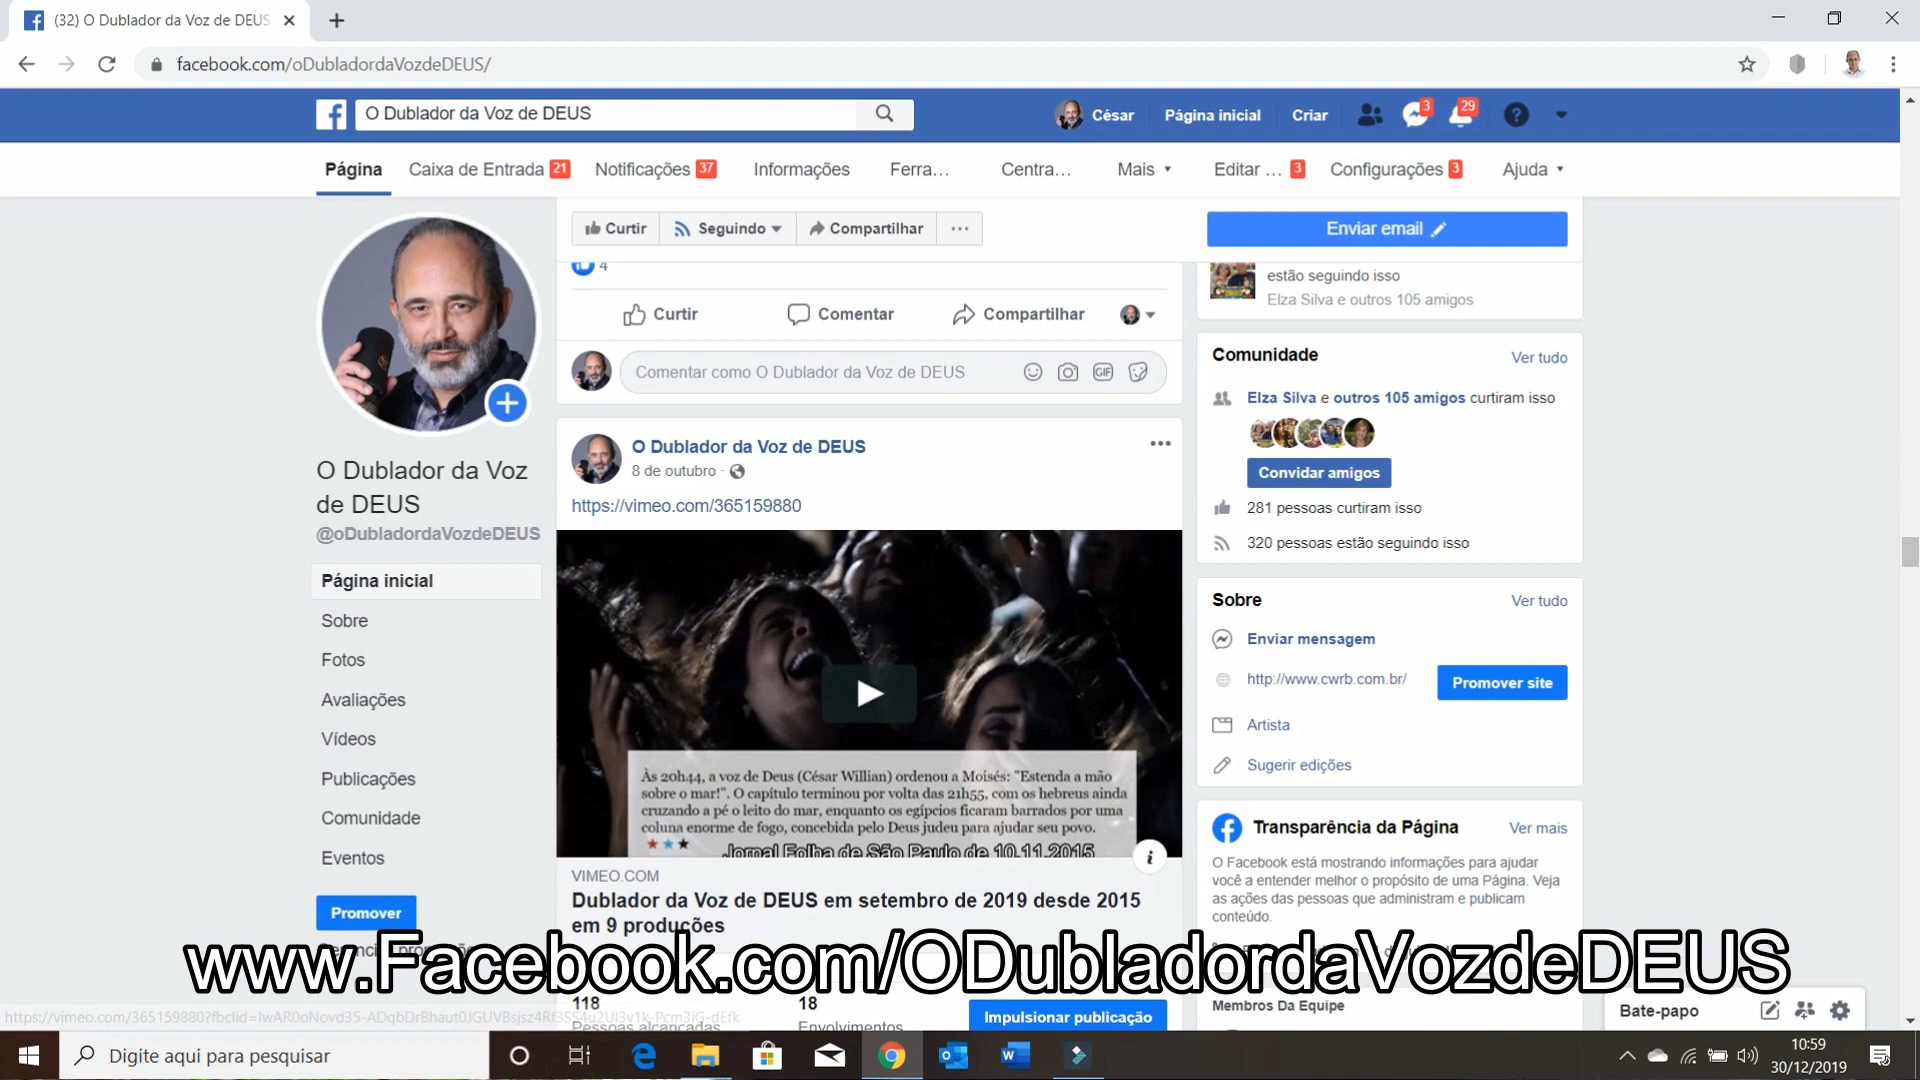 (32) O Dublador da Voz de DEUS
facebook.com/oDubladordaVozdeDEUS/
O Dublador da Voz de DEUS
César
Página inicial
Criar
3
29
Página
Caixa de Entrada 21
Notificações 37
Informações
Ferra…
Centra…
Mais
Editar … 3
Configurações 3
Ajuda
Curtir
Seguindo
Compartilhar
Enviar email
4
Curtir
Comentar
Compartilhar
Comentar como O Dublador da Voz de DEUS
GIF
O Dublador da Voz
de DEUS
@oDubladordaVozdeDEUS
Página inicial
Sobre
Fotos
Avaliações
Vídeos
Publicações
Comunidade
Eventos
Promover
O Dublador da Voz de DEUS
8 de outubro ·
https://vimeo.com/365159880
Às 20h44, a voz de Deus (César Willian) ordenou a Moisés: "Estenda a mão
sobre o mar!". O capítulo terminou por volta das 21h55, com os hebreus ainda
cruzando a pé o leito do mar, enquanto os egípcios ficaram barrados por uma
coluna enorme de fogo, concebida pelo Deus judeu para ajudar seu povo.
Jornal Folha de São Paulo de 10.11.2015
VIMEO.COM
Dublador da Voz de DEUS em setembro de 2019 desde 2015
em 9 produções
118
Pessoas alcançadas
18
Envolvimentos
Impulsionar publicação
estão seguindo isso
Elza Silva e outros 105 amigos
Comunidade
Ver tudo
Elza Silva e outros 105 amigos curtiram isso
Convidar amigos
281 pessoas curtiram isso
320 pessoas estão seguindo isso
Sobre
Ver tudo
Enviar mensagem
http://www.cwrb.com.br/
Promover site
Artista
Sugerir edições
Transparência da Página
Ver mais
O Facebook está mostrando informações para ajudar
você a entender melhor o propósito de uma Página. Veja
as ações das pessoas que administram e publicam
conteúdo.
Membros Da Equipe
www.Facebook.com/ODubladordaVozdeDEUS
Bate-papo
Digite aqui para pesquisar
10:59
30/12/2019